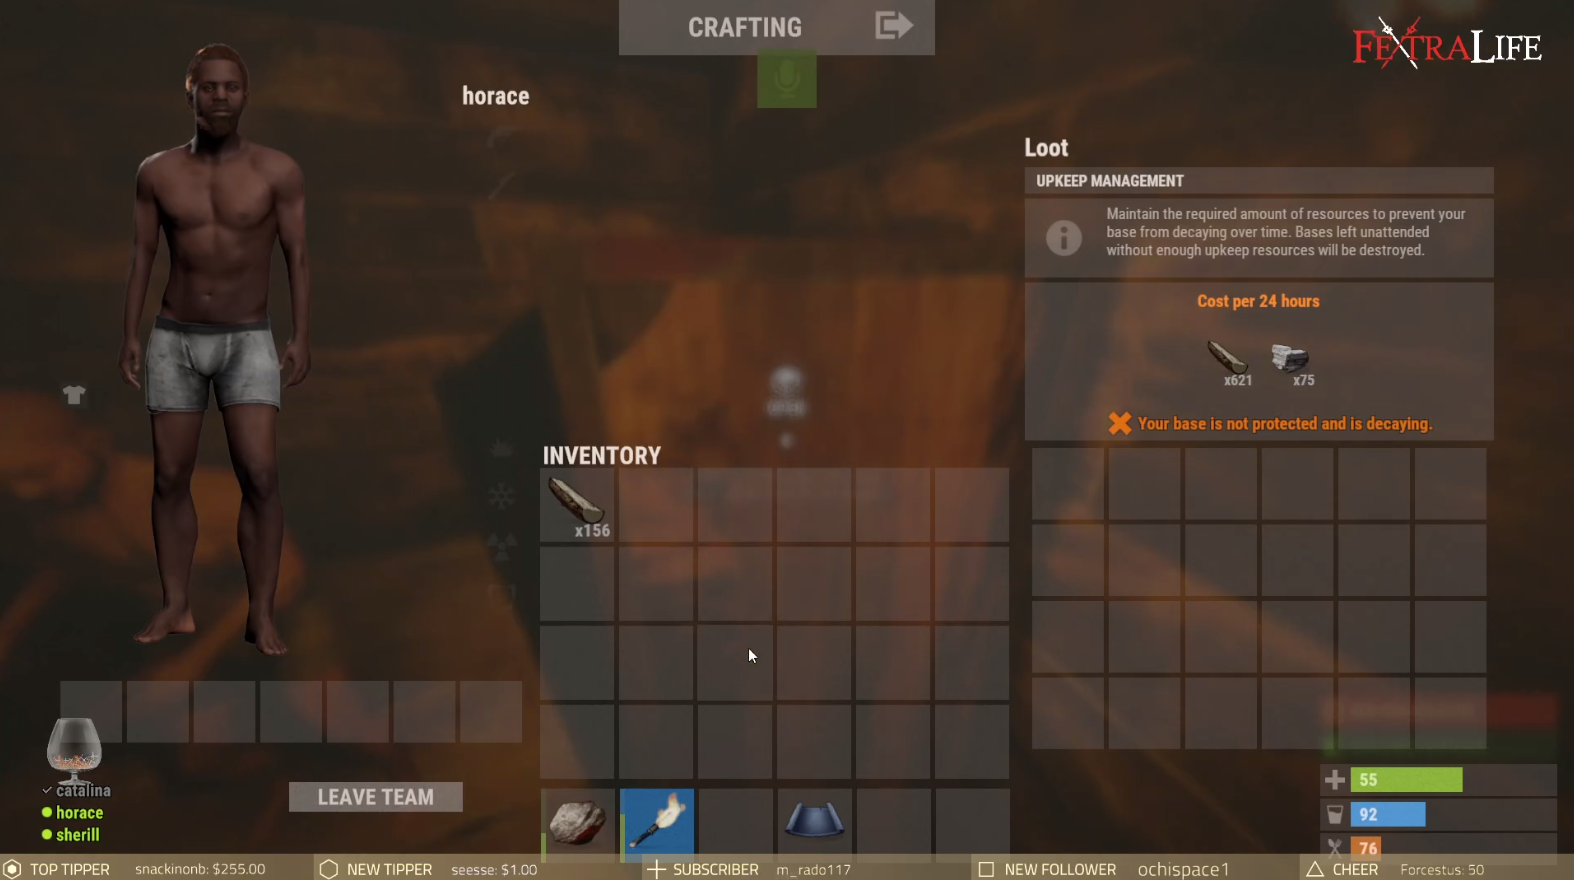 CRAFTING
FEXTRALIFE
horace
Loot
UPKEEP MANAGEMENT
Maintain the required amount of resources to prevent your
base from decaying over time. Bases left unattended
without enough upkeep resources will be destroyed.
Cost per 24 hours
x621
x75
Your base is not protected and is decaying.
OPEN
INVENTORY
x156
LEAVE TEAM
catalina
horace
sherill
55
92
76
TOP TIPPER snackinonb: $255.00
NEW TIPPER seesse: $1.00
SUBSCRIBER m_rado117
NEW FOLLOWER ochispace1
CHEER Forcestus: 50